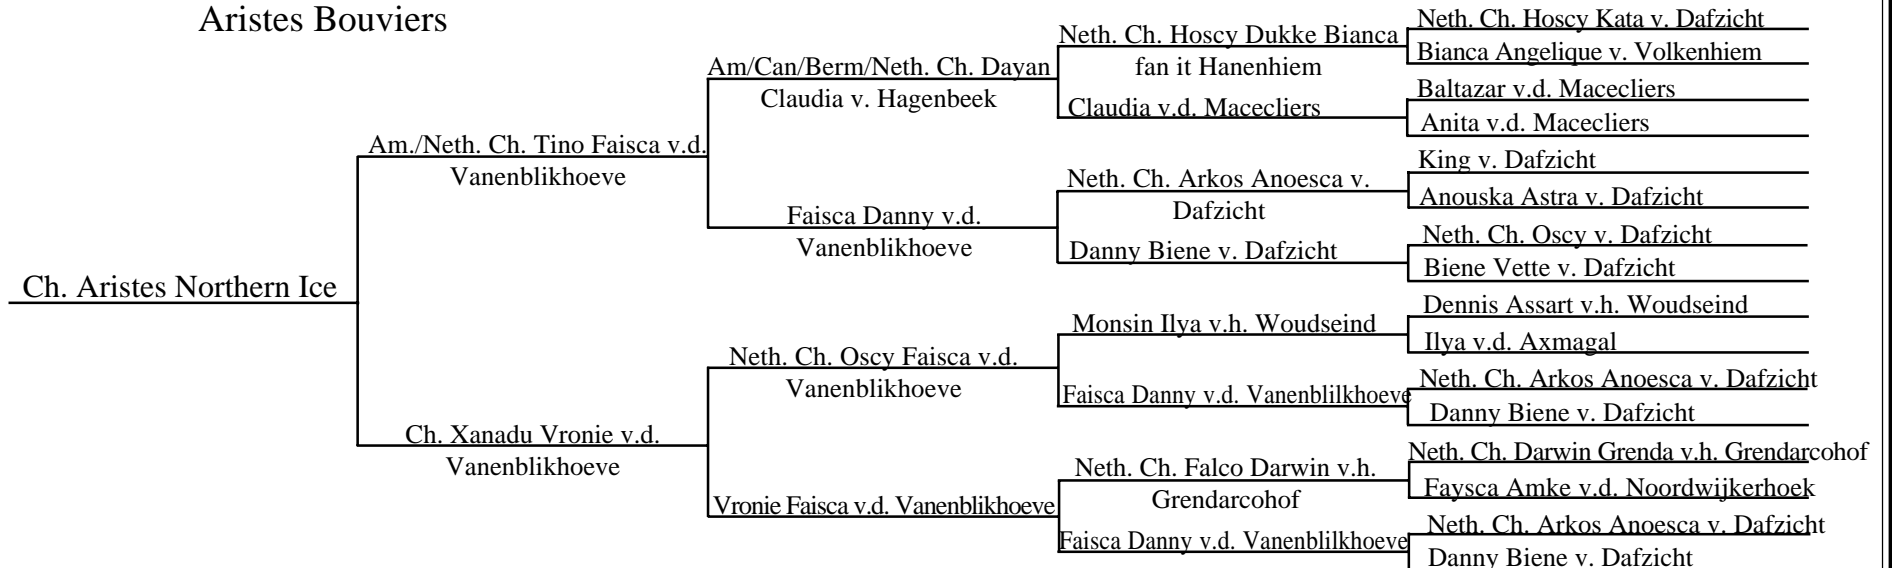 Aristes Bouviers
Ch. Aristes Northern Ice
Am./Neth. Ch. Tino Faisca v.d.
Vanenblikhoeve
Ch. Xanadu Vronie v.d.
Vanenblikhoeve
Am/Can/Berm/Neth. Ch. Dayan
Claudia v. Hagenbeek
Faisca Danny v.d.
Vanenblikhoeve
Neth. Ch. Oscy Faisca v.d.
Vanenblikhoeve
Vronie Faisca v.d. Vanenblikhoeve
Neth. Ch. Hoscy Dukke Bianca
fan it Hanenhiem
Claudia v.d. Macecliers
Neth. Ch. Arkos Anoesca v.
Dafzicht
Danny Biene v. Dafzicht
Monsin Ilya v.h. Woudseind
Faisca Danny v.d. Vanenblilkhoeve
Neth. Ch. Falco Darwin v.h.
Grendarcohof
Faisca Danny v.d. Vanenblilkhoeve
Neth. Ch. Hoscy Kata v. Dafzicht
Bianca Angelique v. Volkenhiem
Baltazar v.d. Macecliers
Anita v.d. Macecliers
King v. Dafzicht
Anouska Astra v. Dafzicht
Neth. Ch. Oscy v. Dafzicht
Biene Vette v. Dafzicht
Dennis Assart v.h. Woudseind
Ilya v.d. Axmagal
Neth. Ch. Arkos Anoesca v. Dafzicht
Danny Biene v. Dafzicht
Neth. Ch. Darwin Grenda v.h. Grendarcohof
Faysca Amke v.d. Noordwijkerhoek
Neth. Ch. Arkos Anoesca v. Dafzicht
Danny Biene v. Dafzicht